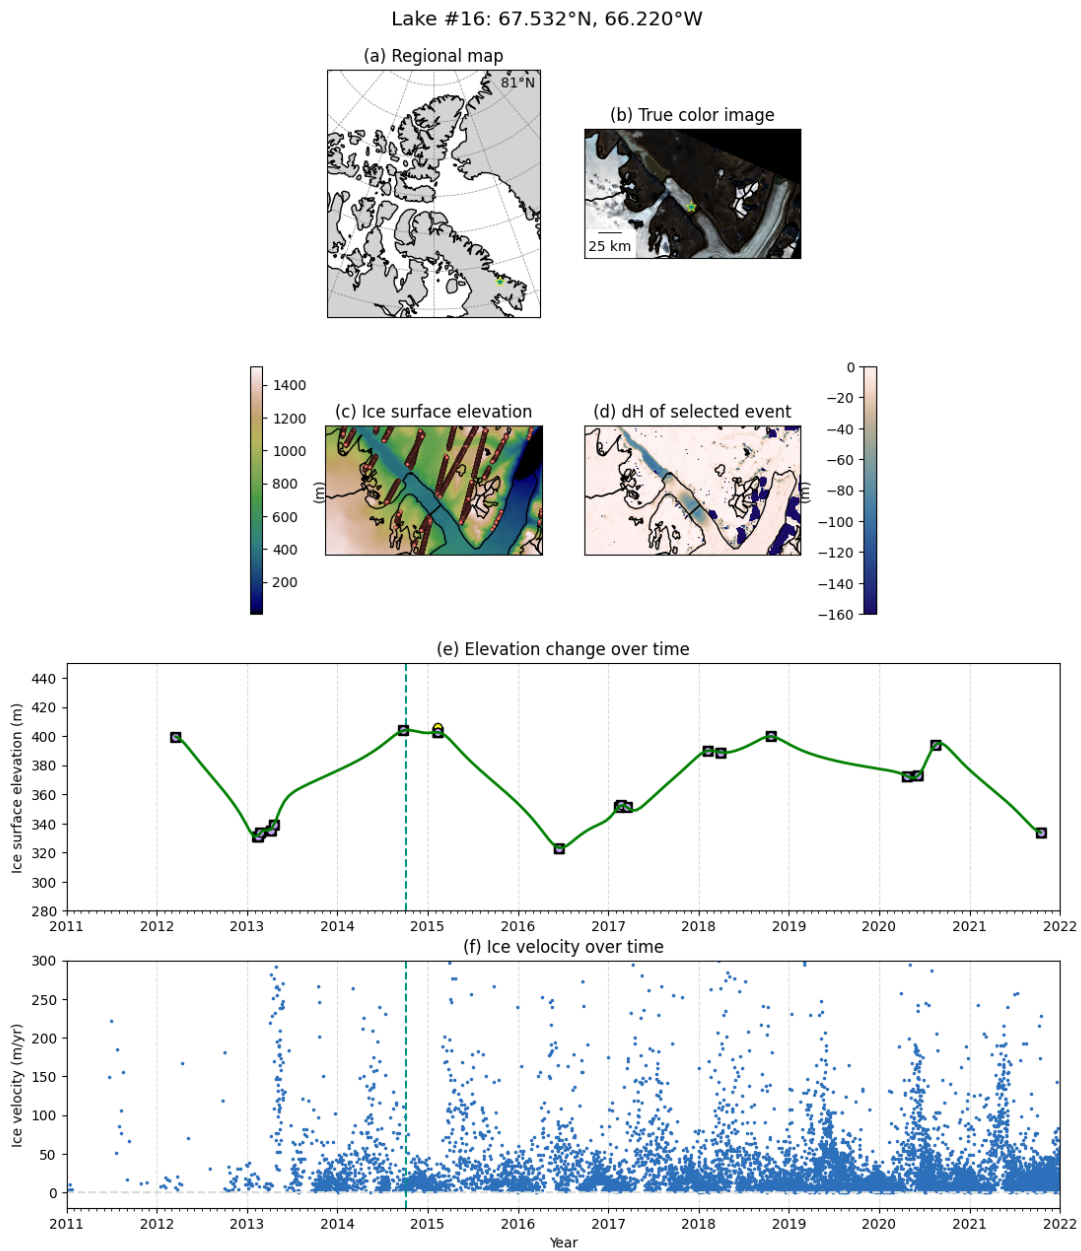 Lake #16: 67.532°N, 66.220°W
(a) Regional map
81°N
(b) True color image
25 km
(c) Ice surface elevation
1400
1200
1000
800
600
400
200
(m)
(d) dH of selected event
(m)
0
−20
−40
−60
−80
−100
−120
−140
−160
(e) Elevation change over time
Ice surface elevation (m)
440
420
400
380
360
340
320
300
280
2011 2012 2013 2014 2015 2016 2017 2018 2019 2020 2021 2022
(f) Ice velocity over time
Ice velocity (m/yr)
300
250
200
150
100
50
0
2011 2012 2013 2014 2015 2016 2017 2018 2019 2020 2021 2022
Year